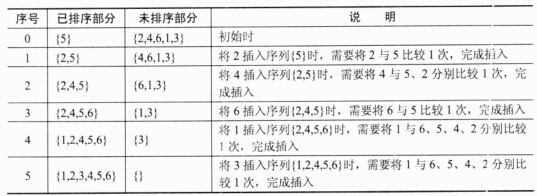 序号 已排序部分 未排序部分 说 明
0 {5} {2,4,6,1,3} 初始时
1 {2,5} {4,6,1,3} 将 2 插入序列{5}时，需要将 2 与 5 比较 1 次，完成插入
2 {2,4,5} {6,1,3} 将 4 插入序列{2,5}时，需要将 4 与 5、2 分别比较 1 次，完
成插入
3 {2,4,5,6} {1,3} 将 6 插入序列{2,4,5}时，需要将 6 与 5 比较 1 次，完成插入
4 {1,2,4,5,6} {3} 将 1 插入序列{2,4,5,6}时，需要将 1 与 6、5、4、2 分别比较
1 次，完成插入
5 {1,2,3,4,5,6} {} 将 3 插入序列{1,2,4,5,6}时，需要将 1 与 6、5、4、2 分别比
较 1 次，完成插入